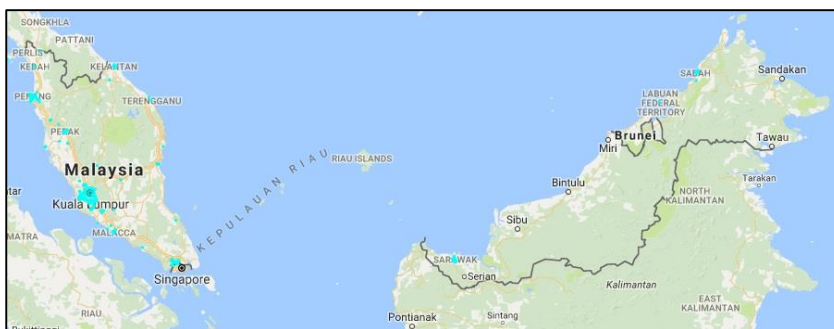 SONGKHLA
PATTANI
PERLIS
KEDAH
KELANTAN
PENANG
TERENGGANU
PERAK
Malaysia
Kuala Lumpur
MALACCA
Singapore
KEPULAUAN RIAU
RIAU ISLANDS
RIAU
SABAH
Sandakan
LABUAN
FEDERAL
TERRITORY
Brunei
Miri
Tawau
Tarakan
Bintulu
NORTH
KALIMANTAN
Sibu
SARAWAK
Serian
Kalimantan
Sintang
Pontianak
EAST
KALIMANTAN